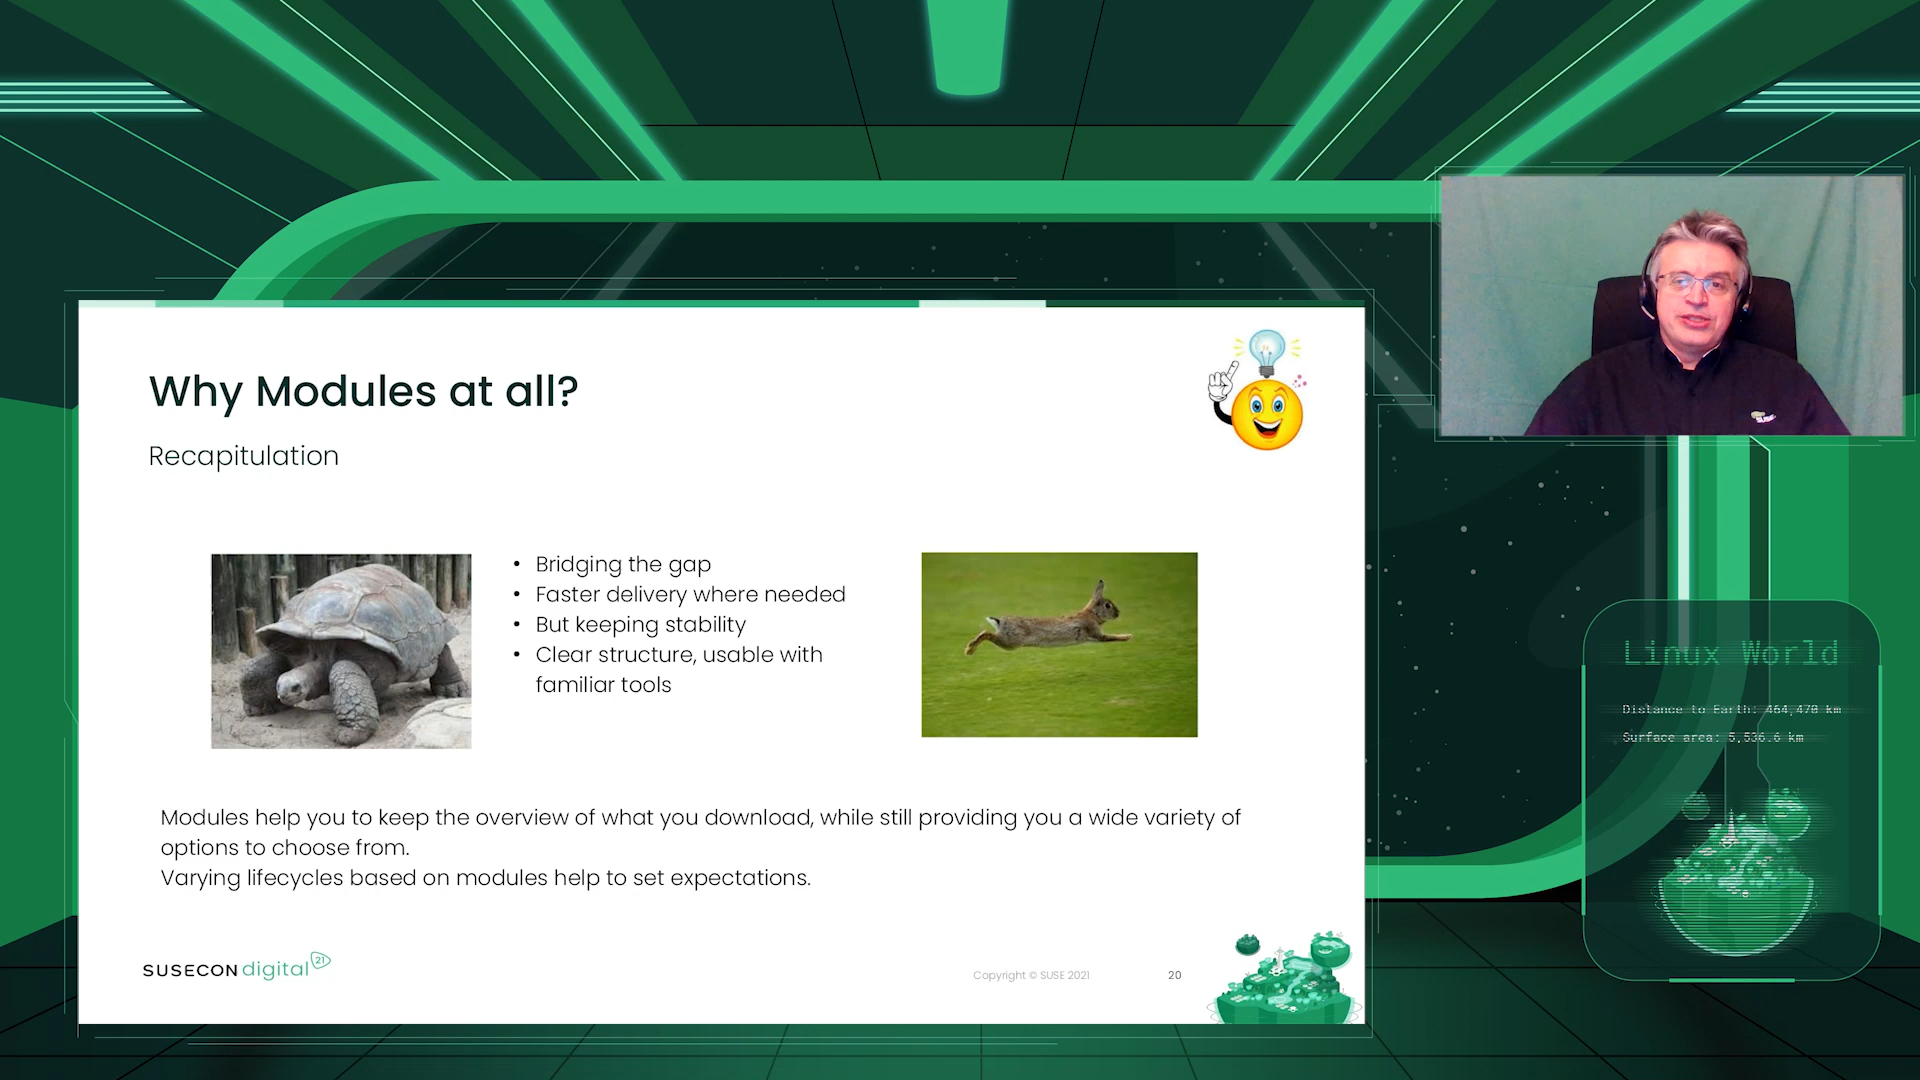 Why Modules at all?
Recapitulation
• Bridging the gap
• Faster delivery where needed
• But keeping stability
• Clear structure, usable with
familiar tools
Modules help you to keep the overview of what you download, while still providing you a wide variety of
options to choose from.
Varying lifecycles based on modules help to set expectations.
SUSECON digital 21
Copyright © SUSE 2021
20
Linux World
Distance to Earth: 464,470 km
Surface area: 5,536.6 km